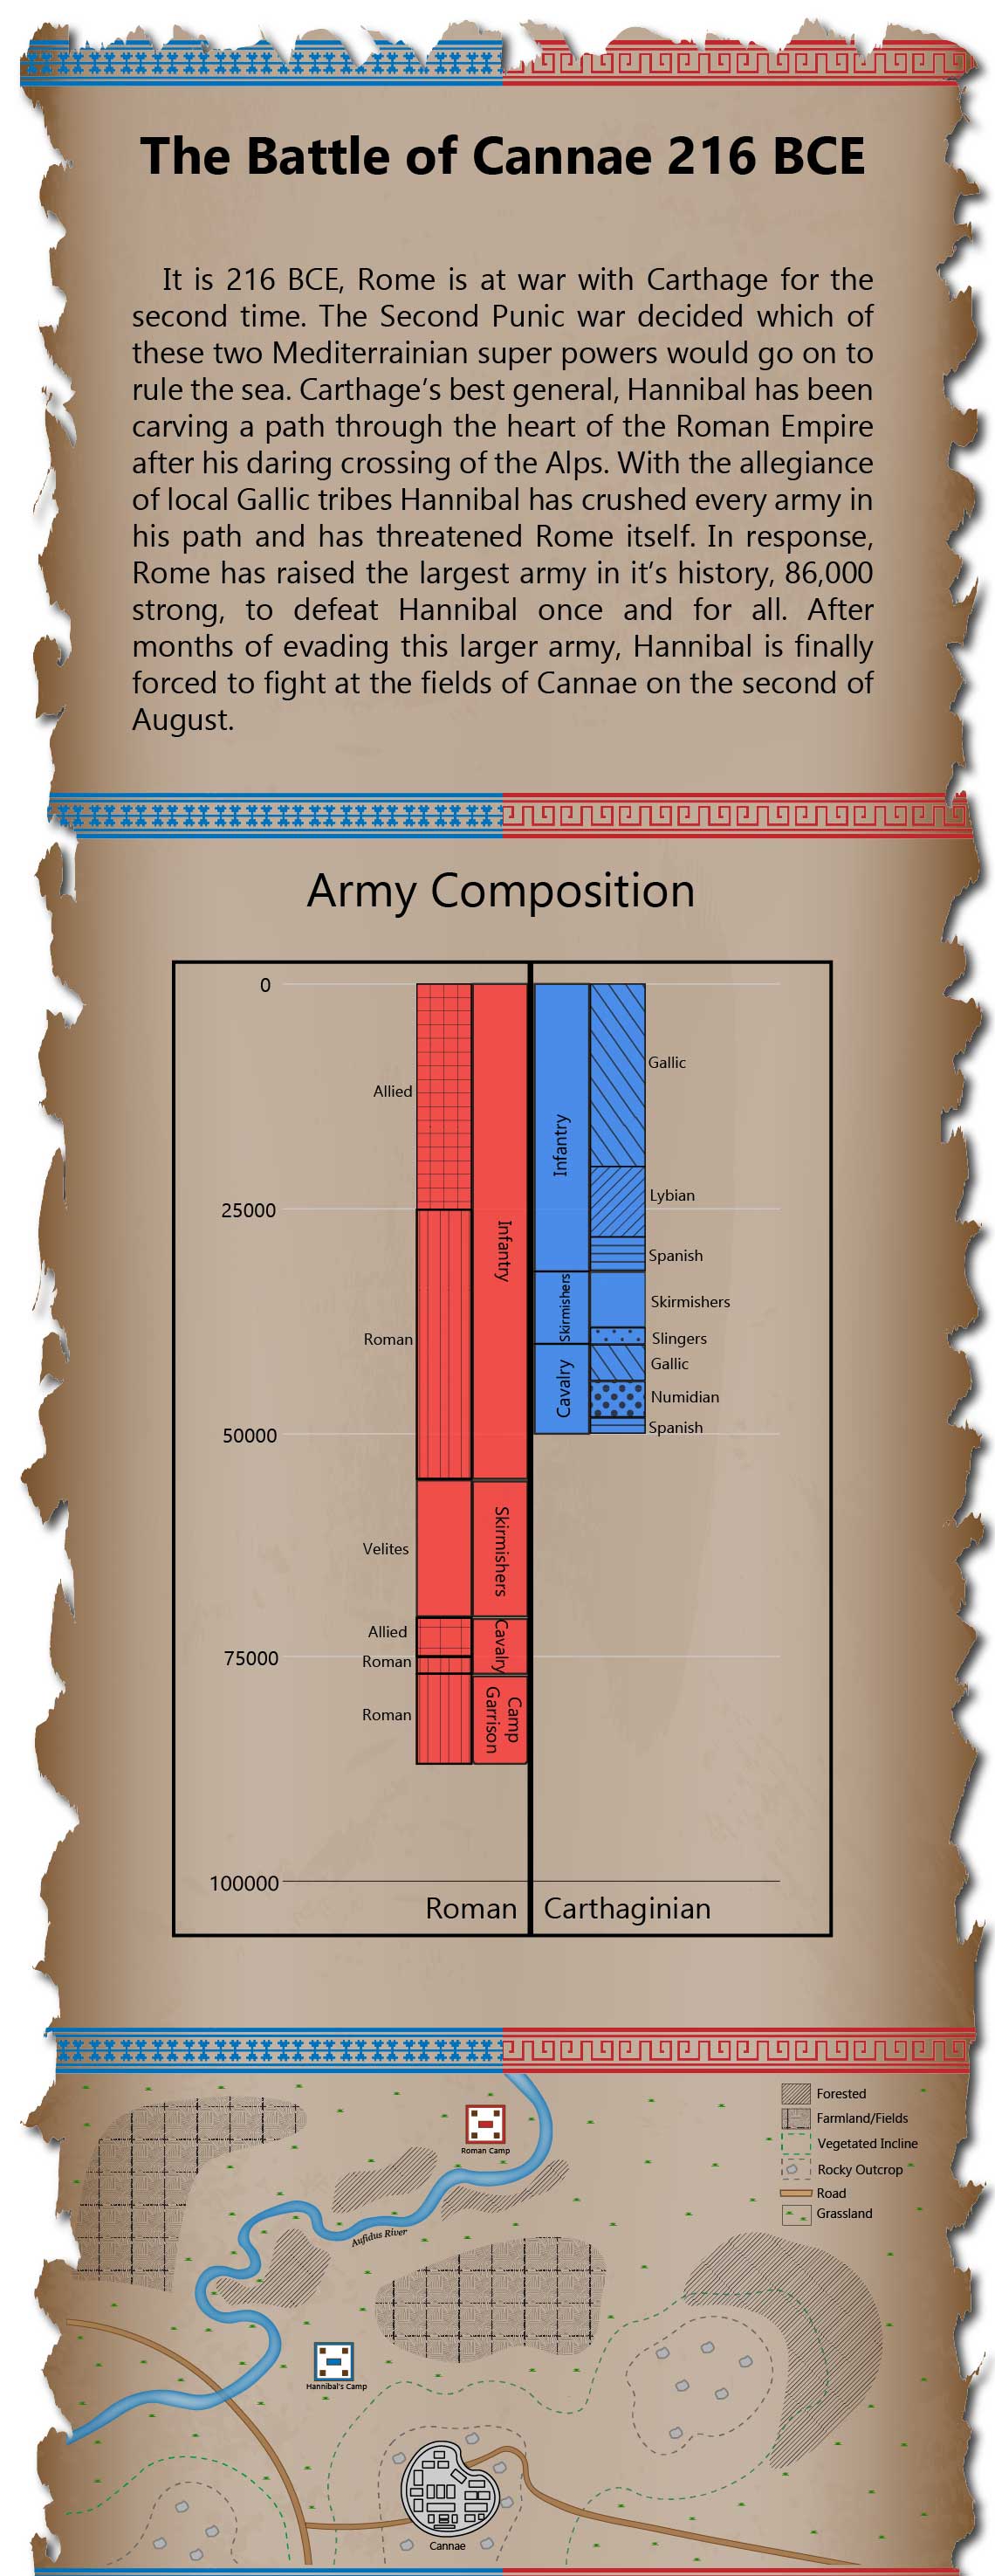 The Battle of Cannae 216 BCE
It is 216 BCE, Rome is at war with Carthage for the
second time. The Second Punic war decided which of
these two Mediterrainian super powers would go on to
rule the sea. Carthage's best general, Hannibal has been
carving a path through the heart of the Roman Empire
after his daring crossing of the Alps. With the allegiance
of local Gallic tribes Hannibal has crushed every army in
his path and has threatened Rome itself. In response,
Rome has raised the largest army in it's history, 86,000
strong, to defeat Hannibal once and for all. After
months of evading this larger army, Hannibal is finally
forced to fight at the fields of Cannae on the second of
August.
Army Composition
0
25000
50000
75000
100000
Allied
Roman
Velites
Allied
Roman
Roman
Infantry
Skirmishers
Cavalry
Camp
Garrison
Infantry
Skirmishers
Cavalry
Gallic
Lybian
Spanish
Skirmishers
Slingers
Gallic
Numidian
Spanish
Roman
Carthaginian
Roman Camp
Forested
Farmland/Fields
Vegetated Incline
Rocky Outcrop
Road
Grassland
Aufidus River
Hannibal's Camp
Cannae